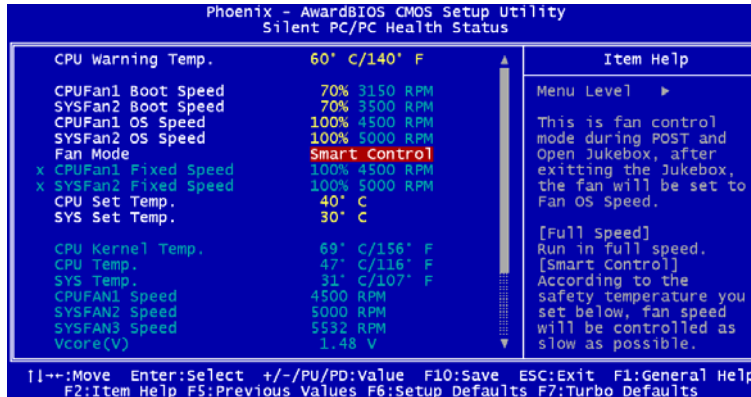 Phoenix - AwardBIOS CMOS Setup Utility
Silent PC/PC Health Status
CPU Warning Temp. 60° C/140° F
CPUFan1 Boot Speed 70% 3150 RPM
SYSFan2 Boot Speed 70% 3500 RPM
CPUFan1 OS Speed 100% 4500 RPM
SYSFan2 OS Speed 100% 5000 RPM
Fan Mode Smart Control
x CPUFan1 Fixed Speed 100% 4500 RPM
x SYSFan2 Fixed Speed 100% 5000 RPM
CPU Set Temp. 40° C
SYS Set Temp. 30° C
CPU Kernel Temp. 69° C/156° F
CPU Temp. 47° C/116° F
SYS Temp. 31° C/107° F
CPUFAN1 Speed 4500 RPM
SYSFAN2 Speed 5000 RPM
SYSFAN3 Speed 5532 RPM
Vcore(V) 1.48 V
Item Help
Menu Level ▶
This is fan control
mode during POST and
Open Jukebox, after
exitting the Jukebox,
the fan will be set to
Fan OS Speed.
[Full Speed]
Run in full speed.
[Smart Control]
According to the
safety temperature you
set below, fan speed
will be controlled as
slow as possible.
↑↓→←:Move Enter:Select +/-/PU/PD:Value F10:Save ESC:Exit F1:General Help
F2:Item Help F5:Previous Values F6:Setup Defaults F7:Turbo Defaults